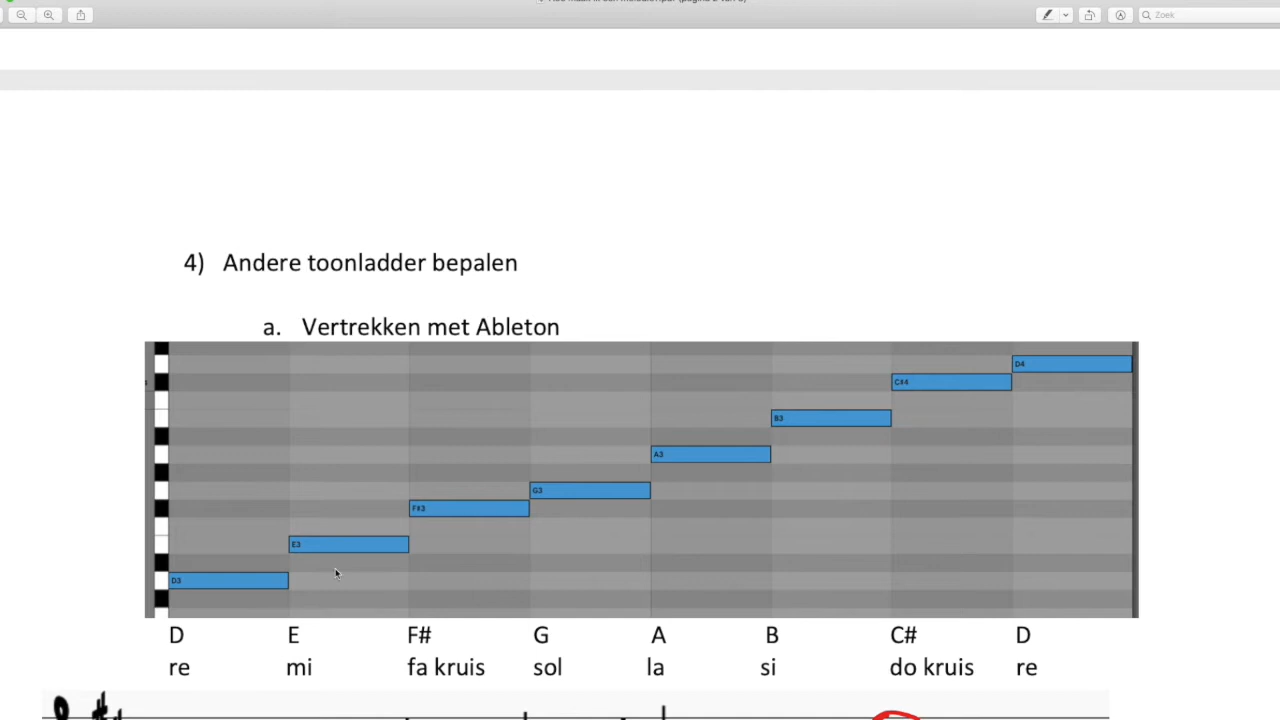 Zoek
4) Andere toonladder bepalen
a. Vertrekken met Ableton
D4
C#4
B3
A3
G3
F#3
E3
D3
D E F# G A B C# D
re mi fa kruis sol la si do kruis re